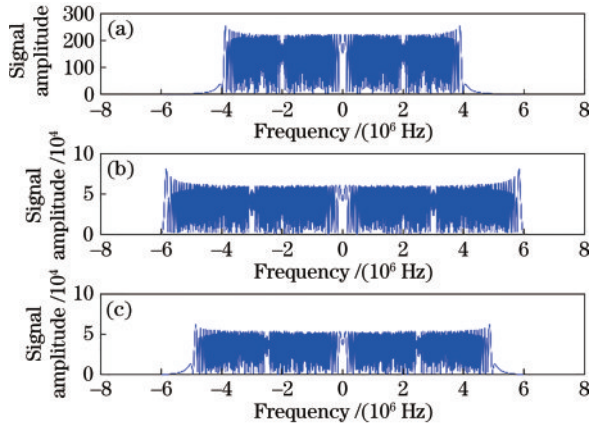 Signal amplitude
300
200
100
0
(a)
−8 −6 −4 −2 0 2 4 6 8
Frequency /(10⁶ Hz)
Signal amplitude /10⁴
10
5
0
(b)
−8 −6 −4 −2 0 2 4 6 8
Frequency /(10⁶ Hz)
Signal amplitude /10⁴
10
5
0
(c)
−8 −6 −4 −2 0 2 4 6 8
Frequency /(10⁶ Hz)